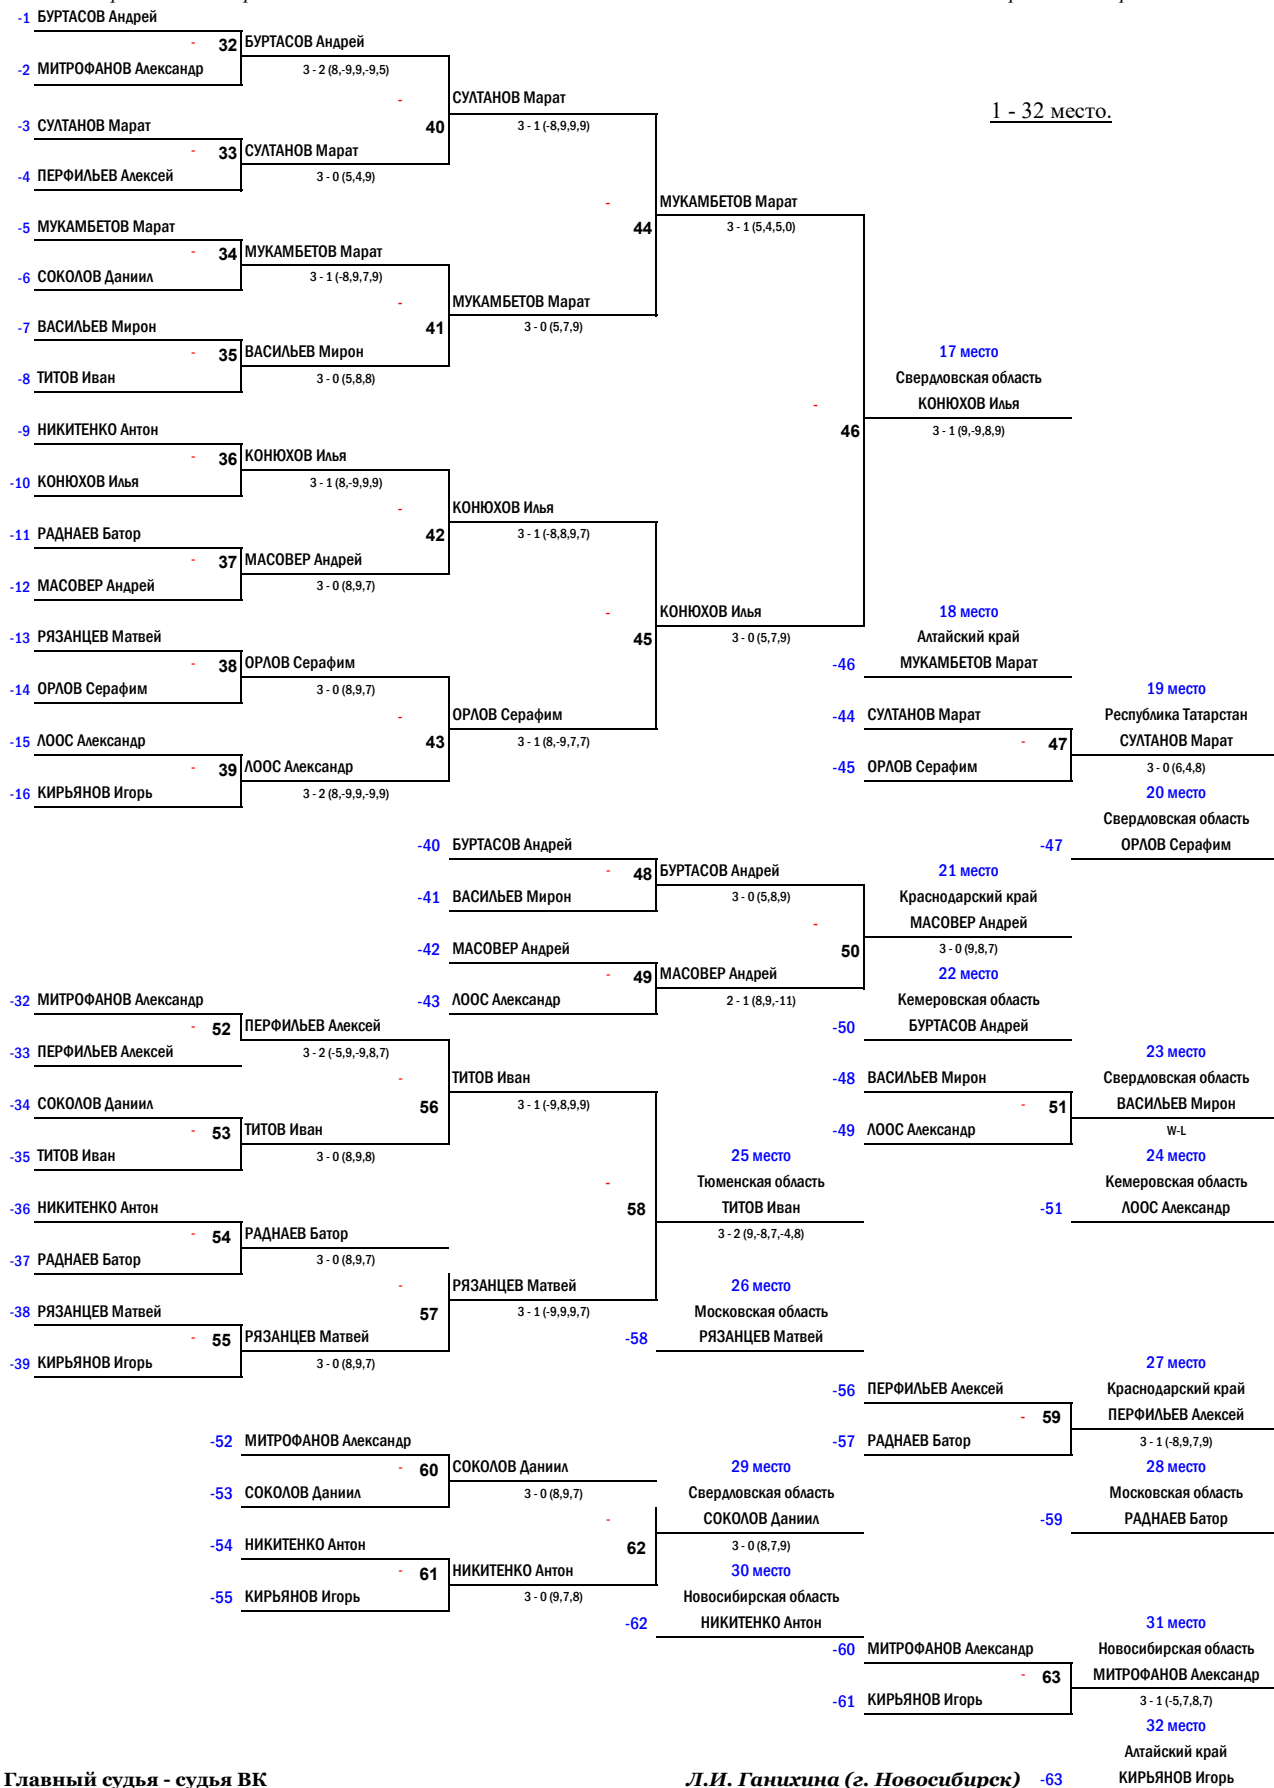 -1 БУРТАСОВ Андрей
- 32 БУРТАСОВ Андрей
-2 МИТРОФАНОВ Александр 3 - 2 (8,-9,9,-9,5)
- СУЛТАНОВ Марат
1 - 32 место.
-3 СУЛТАНОВ Марат 40 3 - 1 (-8,9,9,9)
- 33 СУЛТАНОВ Марат
-4 ПЕРФИЛЬЕВ Алексей 3 - 0 (5,4,9)
- МУКАМБЕТОВ Марат
-5 МУКАМБЕТОВ Марат 44 3 - 1 (5,4,5,0)
- 34 МУКАМБЕТОВ Марат
-6 СОКОЛОВ Даниил 3 - 1 (-8,9,7,9)
- МУКАМБЕТОВ Марат
-7 ВАСИЛЬЕВ Мирон 41 3 - 0 (5,7,9)
- 35 ВАСИЛЬЕВ Мирон 17 место
-8 ТИТОВ Иван 3 - 0 (5,8,8) Свердловская область
- КОНЮХОВ Илья
-9 НИКИТЕНКО Антон 46 3 - 1 (9,-9,8,9)
- 36 КОНЮХОВ Илья
-10 КОНЮХОВ Илья 3 - 1 (8,-9,9,9)
- КОНЮХОВ Илья
-11 РАДНАЕВ Батор 42 3 - 1 (-8,8,9,7)
- 37 МАСОВЕР Андрей
-12 МАСОВЕР Андрей 3 - 0 (8,9,7)
- КОНЮХОВ Илья 18 место
-13 РЯЗАНЦЕВ Матвей 45 3 - 0 (5,7,9) Алтайский край
- 38 ОРЛОВ Серафим -46 МУКАМБЕТОВ Марат
-14 ОРЛОВ Серафим 3 - 0 (8,9,7) 19 место
- ОРЛОВ Серафим -44 СУЛТАНОВ Марат Республика Татарстан
-15 ЛООС Александр 43 3 - 1 (8,-9,7,7) - 47 СУЛТАНОВ Марат
- 39 ЛООС Александр -45 ОРЛОВ Серафим 3 - 0 (6,4,8)
-16 КИРЬЯНОВ Игорь 3 - 2 (8,-9,9,-9,9) 20 место
Свердловская область
-40 БУРТАСОВ Андрей -47 ОРЛОВ Серафим
- 48 БУРТАСОВ Андрей 21 место
-41 ВАСИЛЬЕВ Мирон 3 - 0 (5,8,9) Краснодарский край
- МАСОВЕР Андрей
-42 МАСОВЕР Андрей 50 3 - 0 (9,8,7)
- 49 МАСОВЕР Андрей 22 место
-32 МИТРОФАНОВ Александр -43 ЛООС Александр 2 - 1 (8,9,-11) Кемеровская область
- 52 ПЕРФИЛЬЕВ Алексей -50 БУРТАСОВ Андрей
-33 ПЕРФИЛЬЕВ Алексей 3 - 2 (-5,9,-9,8,7) 23 место
- ТИТОВ Иван -48 ВАСИЛЬЕВ Мирон Свердловская область
-34 СОКОЛОВ Даниил 56 3 - 1 (-9,8,9,9) - 51 ВАСИЛЬЕВ Мирон
- 53 ТИТОВ Иван -49 ЛООС Александр W-L
-35 ТИТОВ Иван 3 - 0 (8,9,8) 25 место 24 место
- Тюменская область Кемеровская область
-36 НИКИТЕНКО Антон 58 ТИТОВ Иван -51 ЛООС Александр
- 54 РАДНАЕВ Батор 3 - 2 (9,-8,7,-4,8)
-37 РАДНАЕВ Батор 3 - 0 (8,9,7)
- РЯЗАНЦЕВ Матвей 26 место
-38 РЯЗАНЦЕВ Матвей 57 3 - 1 (-9,9,9,7) Московская область
- 55 РЯЗАНЦЕВ Матвей -58 РЯЗАНЦЕВ Матвей
-39 КИРЬЯНОВ Игорь 3 - 0 (8,9,7) 27 место
-56 ПЕРФИЛЬЕВ Алексей Краснодарский край
- 59 ПЕРФИЛЬЕВ Алексей
-52 МИТРОФАНОВ Александр -57 РАДНАЕВ Батор 3 - 1 (-8,9,7,9)
- 60 СОКОЛОВ Даниил 29 место 28 место
-53 СОКОЛОВ Даниил 3 - 0 (8,9,7) Свердловская область Московская область
- СОКОЛОВ Даниил -59 РАДНАЕВ Батор
-54 НИКИТЕНКО Антон 62 3 - 0 (8,7,9)
- 61 НИКИТЕНКО Антон 30 место
-55 КИРЬЯНОВ Игорь 3 - 0 (9,7,8) Новосибирская область
-62 НИКИТЕНКО Антон 31 место
-60 МИТРОФАНОВ Александр Новосибирская область
- 63 МИТРОФАНОВ Александр
-61 КИРЬЯНОВ Игорь 3 - 1 (-5,7,8,7)
32 место
Алтайский край
Главный судья - судья ВК Л.И. Ганихина (г. Новосибирск) -63 КИРЬЯНОВ Игорь